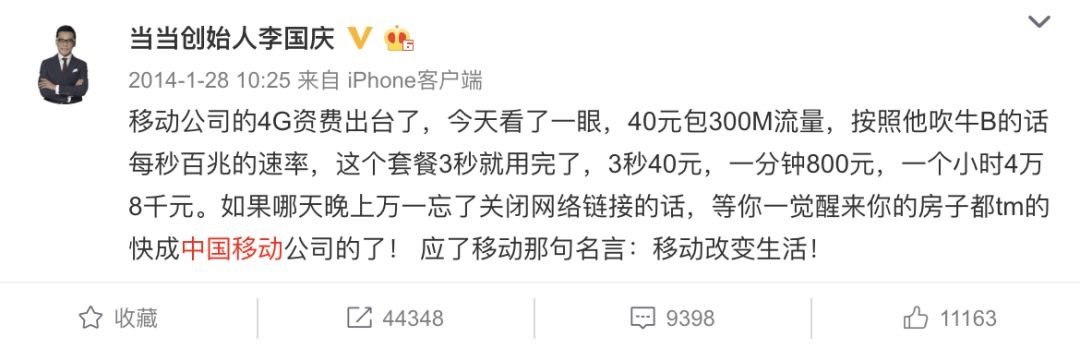 当当创始人李国庆
2014-1-28 10:25 来自 iPhone客户端
移动公司的4G资费出台了，今天看了一眼，40元包300M流量，按照他吹牛B的话
每秒百兆的速率，这个套餐3秒就用完了，3秒40元，一分钟800元，一个小时4万
8千元。如果哪天晚上万一忘了关闭网络链接的话，等你一觉醒来你的房子都tm的
快成中国移动公司的了！ 应了移动那句名言：移动改变生活！
收藏 44348 9398 11163